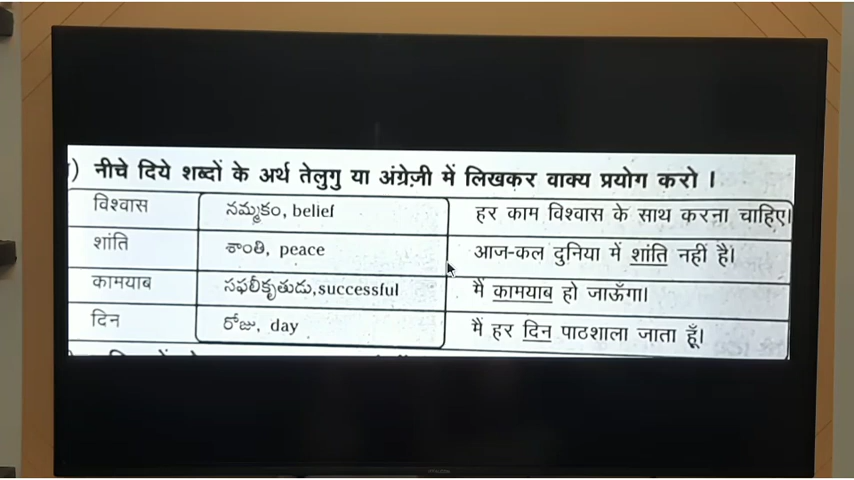 ) नीचे दिये शब्दों के अर्थ तेलुगु या अंग्रेज़ी में लिखकर वाक्य प्रयोग करो ।
विश्वास నమ్మకం, belief हर काम विश्वास के साथ करना चाहिए।
शांति శాంతి, peace आज-कल दुनिया में शांति नहीं है।
कामयाब సఫలీకృతుడు,successful मैं कामयाब हो जाऊँगा।
दिन రోజు, day मैं हर दिन पाठशाला जाता हूँ।